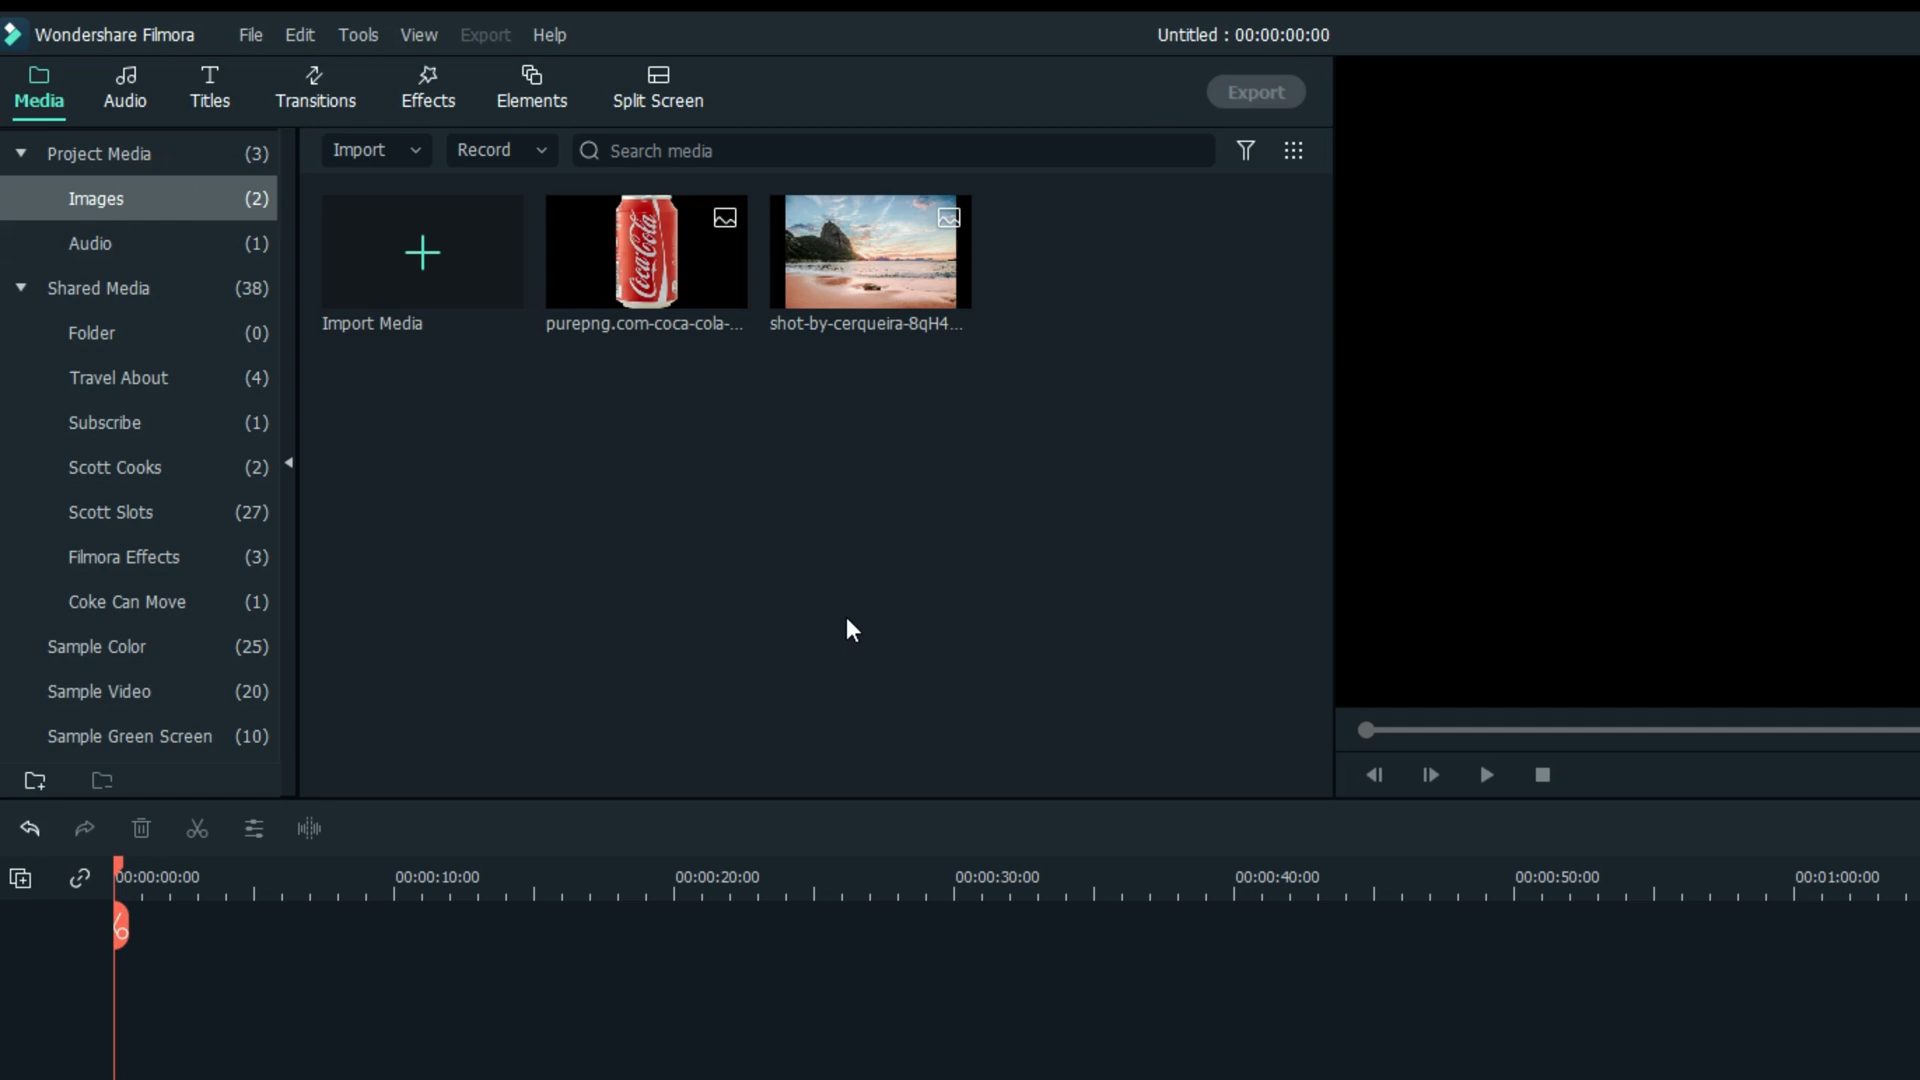 Wondershare Filmora File Edit Tools View Export Help Untitled : 00:00:00:00
Media Audio Titles Transitions Effects Elements Split Screen Export
Import Record Search media
Project Media (3)
Images (2)
Audio (1)
Shared Media (38)
Folder (0)
Travel About (4)
Subscribe (1)
Scott Cooks (2)
Scott Slots (27)
Filmora Effects (3)
Coke Can Move (1)
Sample Color (25)
Sample Video (20)
Sample Green Screen (10)
Coca-Cola
Import Media purepng.com-coca-cola-... shot-by-cerqueira-8qH4...
00:00:00:00 00:00:10:00 00:00:20:00 00:00:30:00 00:00:40:00 00:00:50:00 00:01:00:00